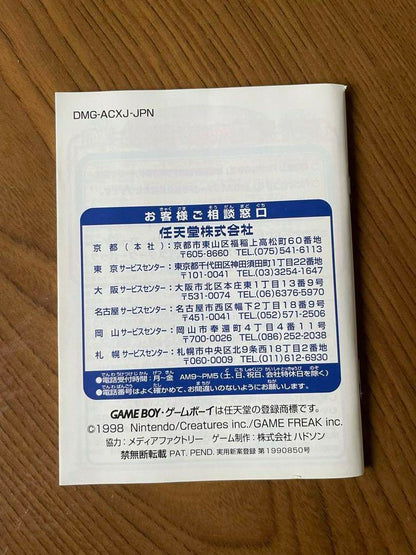 DMG-ACXJ-JPN
きゃく さま そう だん まど ぐち
お客様ご相談窓口
任天堂株式会社
京都(本社):京都市東山区福稲上高松町60番地
〒605-8660 TEL.(075)541-6113
東京サービスセンター:東京都千代田区神田須田町1丁目22番地
〒101-0041 TEL.(03)3254-1647
大阪サービスセンター:大阪市北区本庄東1丁目13番9号
〒531-0074 TEL.(06)6376-5970
名古屋サービスセンター:名古屋市西区幅下2丁目18番9号
〒451-0041 TEL.(052)571-2506
岡山サービスセンター:岡山市奉還町4丁目4番11号
〒700-0026 TEL.(086)252-2038
札幌サービスセンター:札幌市中央区北9条西18丁目2番地
〒060-0009 TEL.(011)612-6930
●電話受付時間:月~金 AM9~PM5(土、日、祝日、会社特休日を除く)
●電話番号はよく確かめて、お間違いのないようにお願いします。
GAME BOY・ゲームボーイは任天堂の登録商標です。
©1998 Nintendo/Creatures inc./GAME FREAK inc.
協力:メディアファクトリー ゲーム制作:株式会社 ハドソン
禁無断転載 PAT. PEND. 実用新案登録 第1990850号